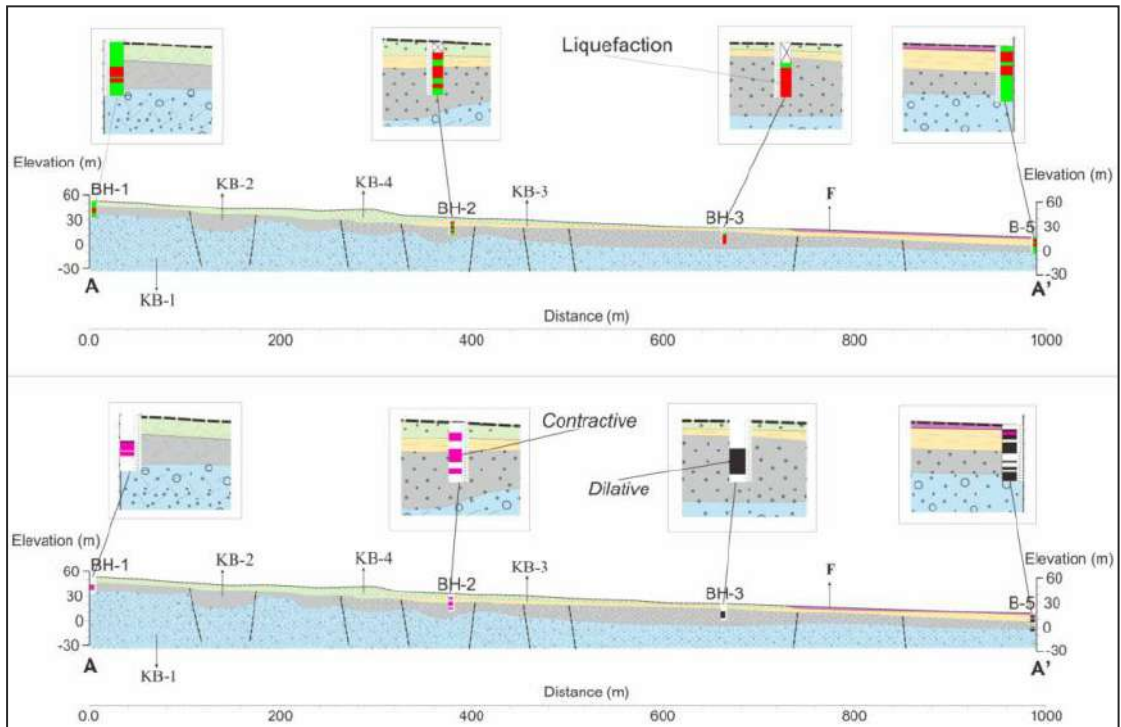 Liquefaction
Elevation (m)
Elevation (m)
BH-1
KB-2
KB-4
BH-2
KB-3
BH-3
F
B-5
60
30
0
-30
60
30
0
-30
A
KB-1
A'
Distance (m)
0.0 200 400 600 800 1000
Contractive
Dilative
Elevation (m)
Elevation (m)
BH-1
KB-2
KB-4
BH-2
KB-3
BH-3
F
B-5
60
30
0
-30
60
30
0
-30
A
KB-1
A'
Distance (m)
0.0 200 400 600 800 1000